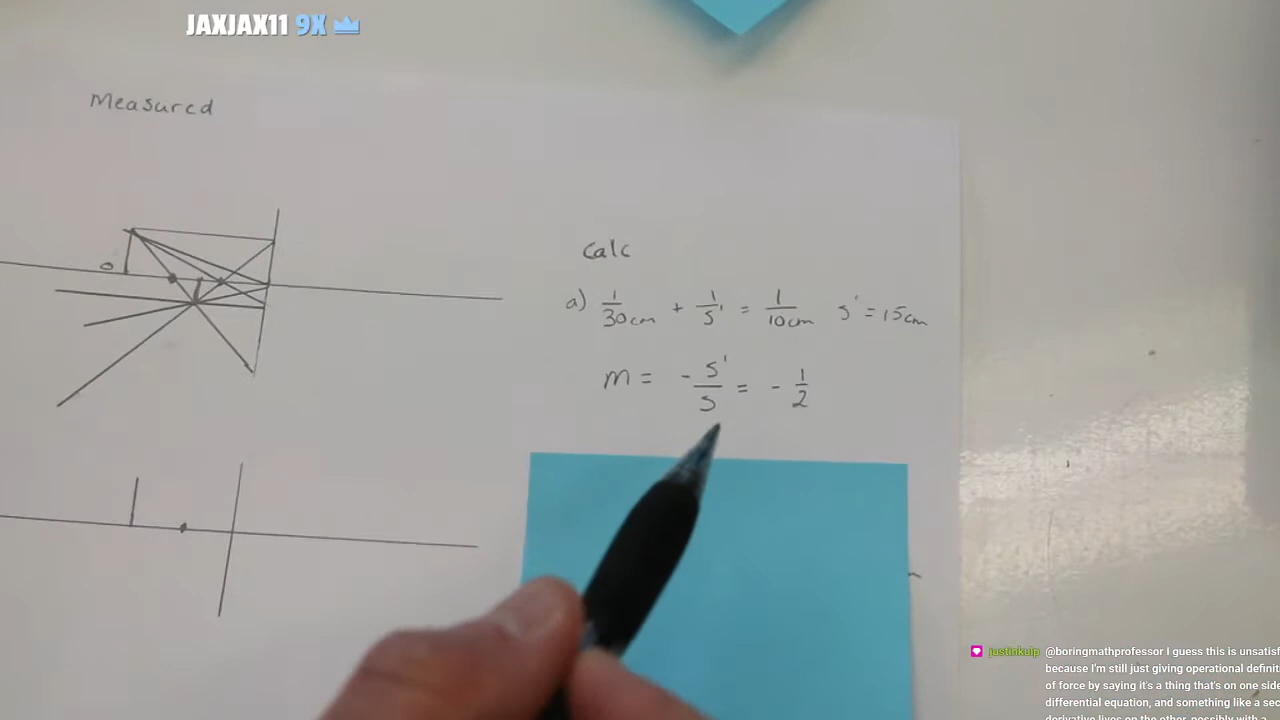 JAXJAX11 9X
Measured
o
Calc
a) 1/30cm + 1/s' = 1/10cm s' = 15cm
m = - s'/s = - 1/2
justinkulp @boringmathprofessor I guess this is unsatisf
because I'm still just giving operational definit
of force by saying it's a thing that's on one side
differential equation, and something like a sec
derivative lives on the other, possibly with